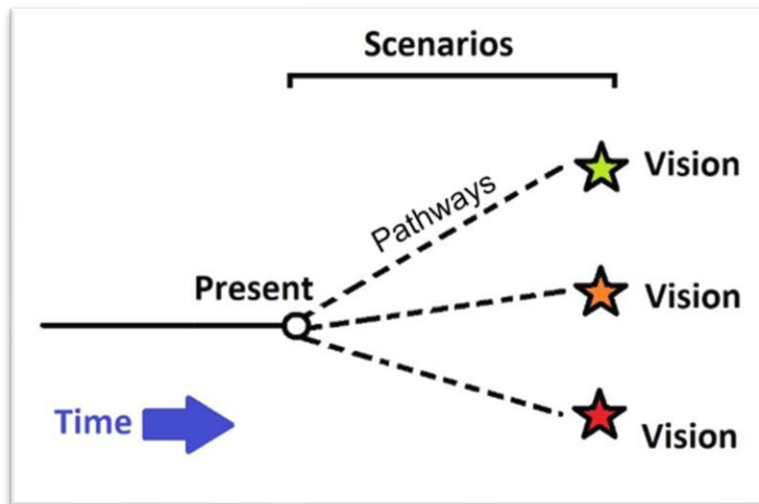 Scenarios
Vision
Pathways
Present
Vision
Time
Vision